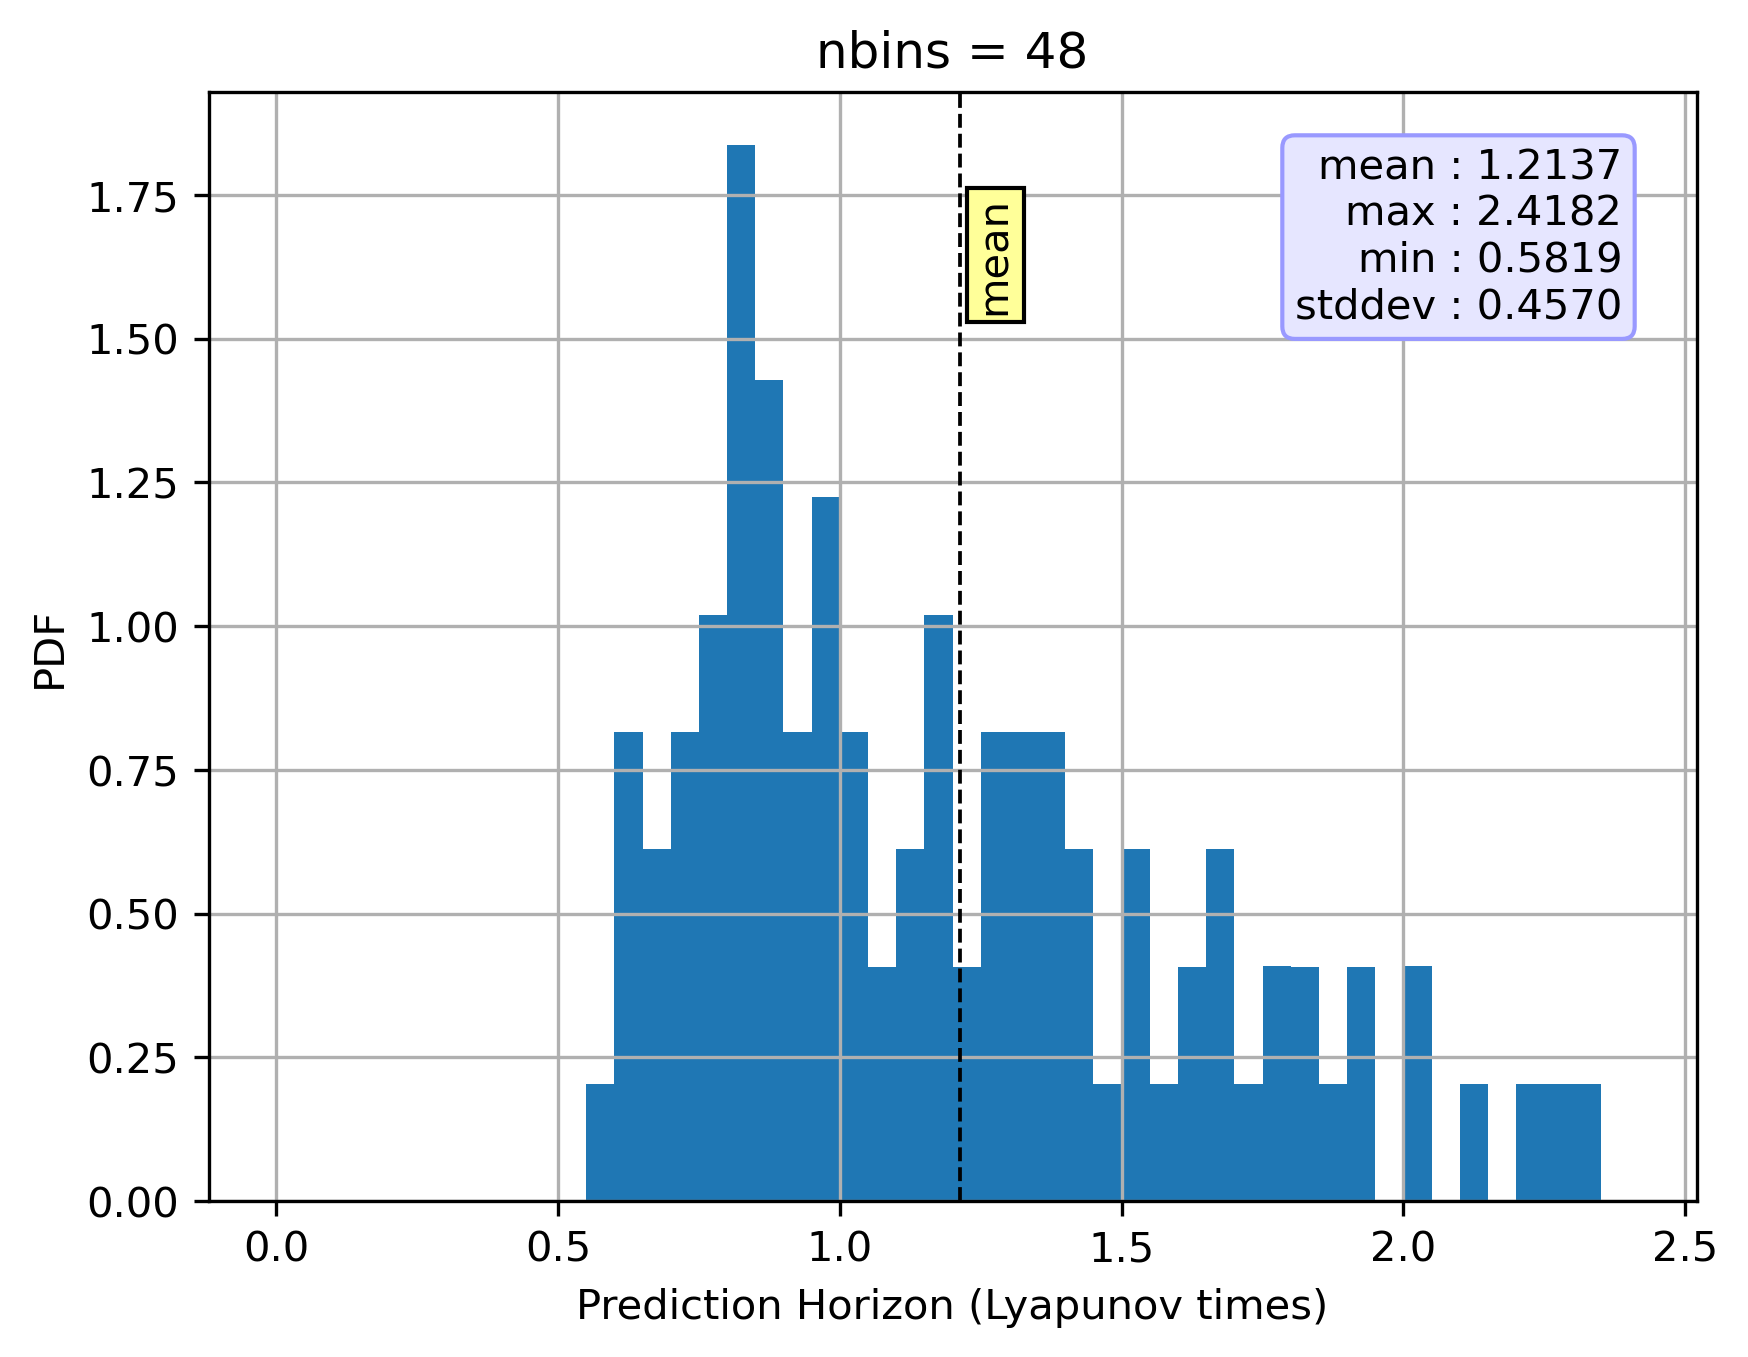 nbins = 48
mean : 1.2137
max : 2.4182
min : 0.5819
stddev : 0.4570
mean
PDF
1.75
1.50
1.25
1.00
0.75
0.50
0.25
0.00
0.0 0.5 1.0 1.5 2.0 2.5
Prediction Horizon (Lyapunov times)